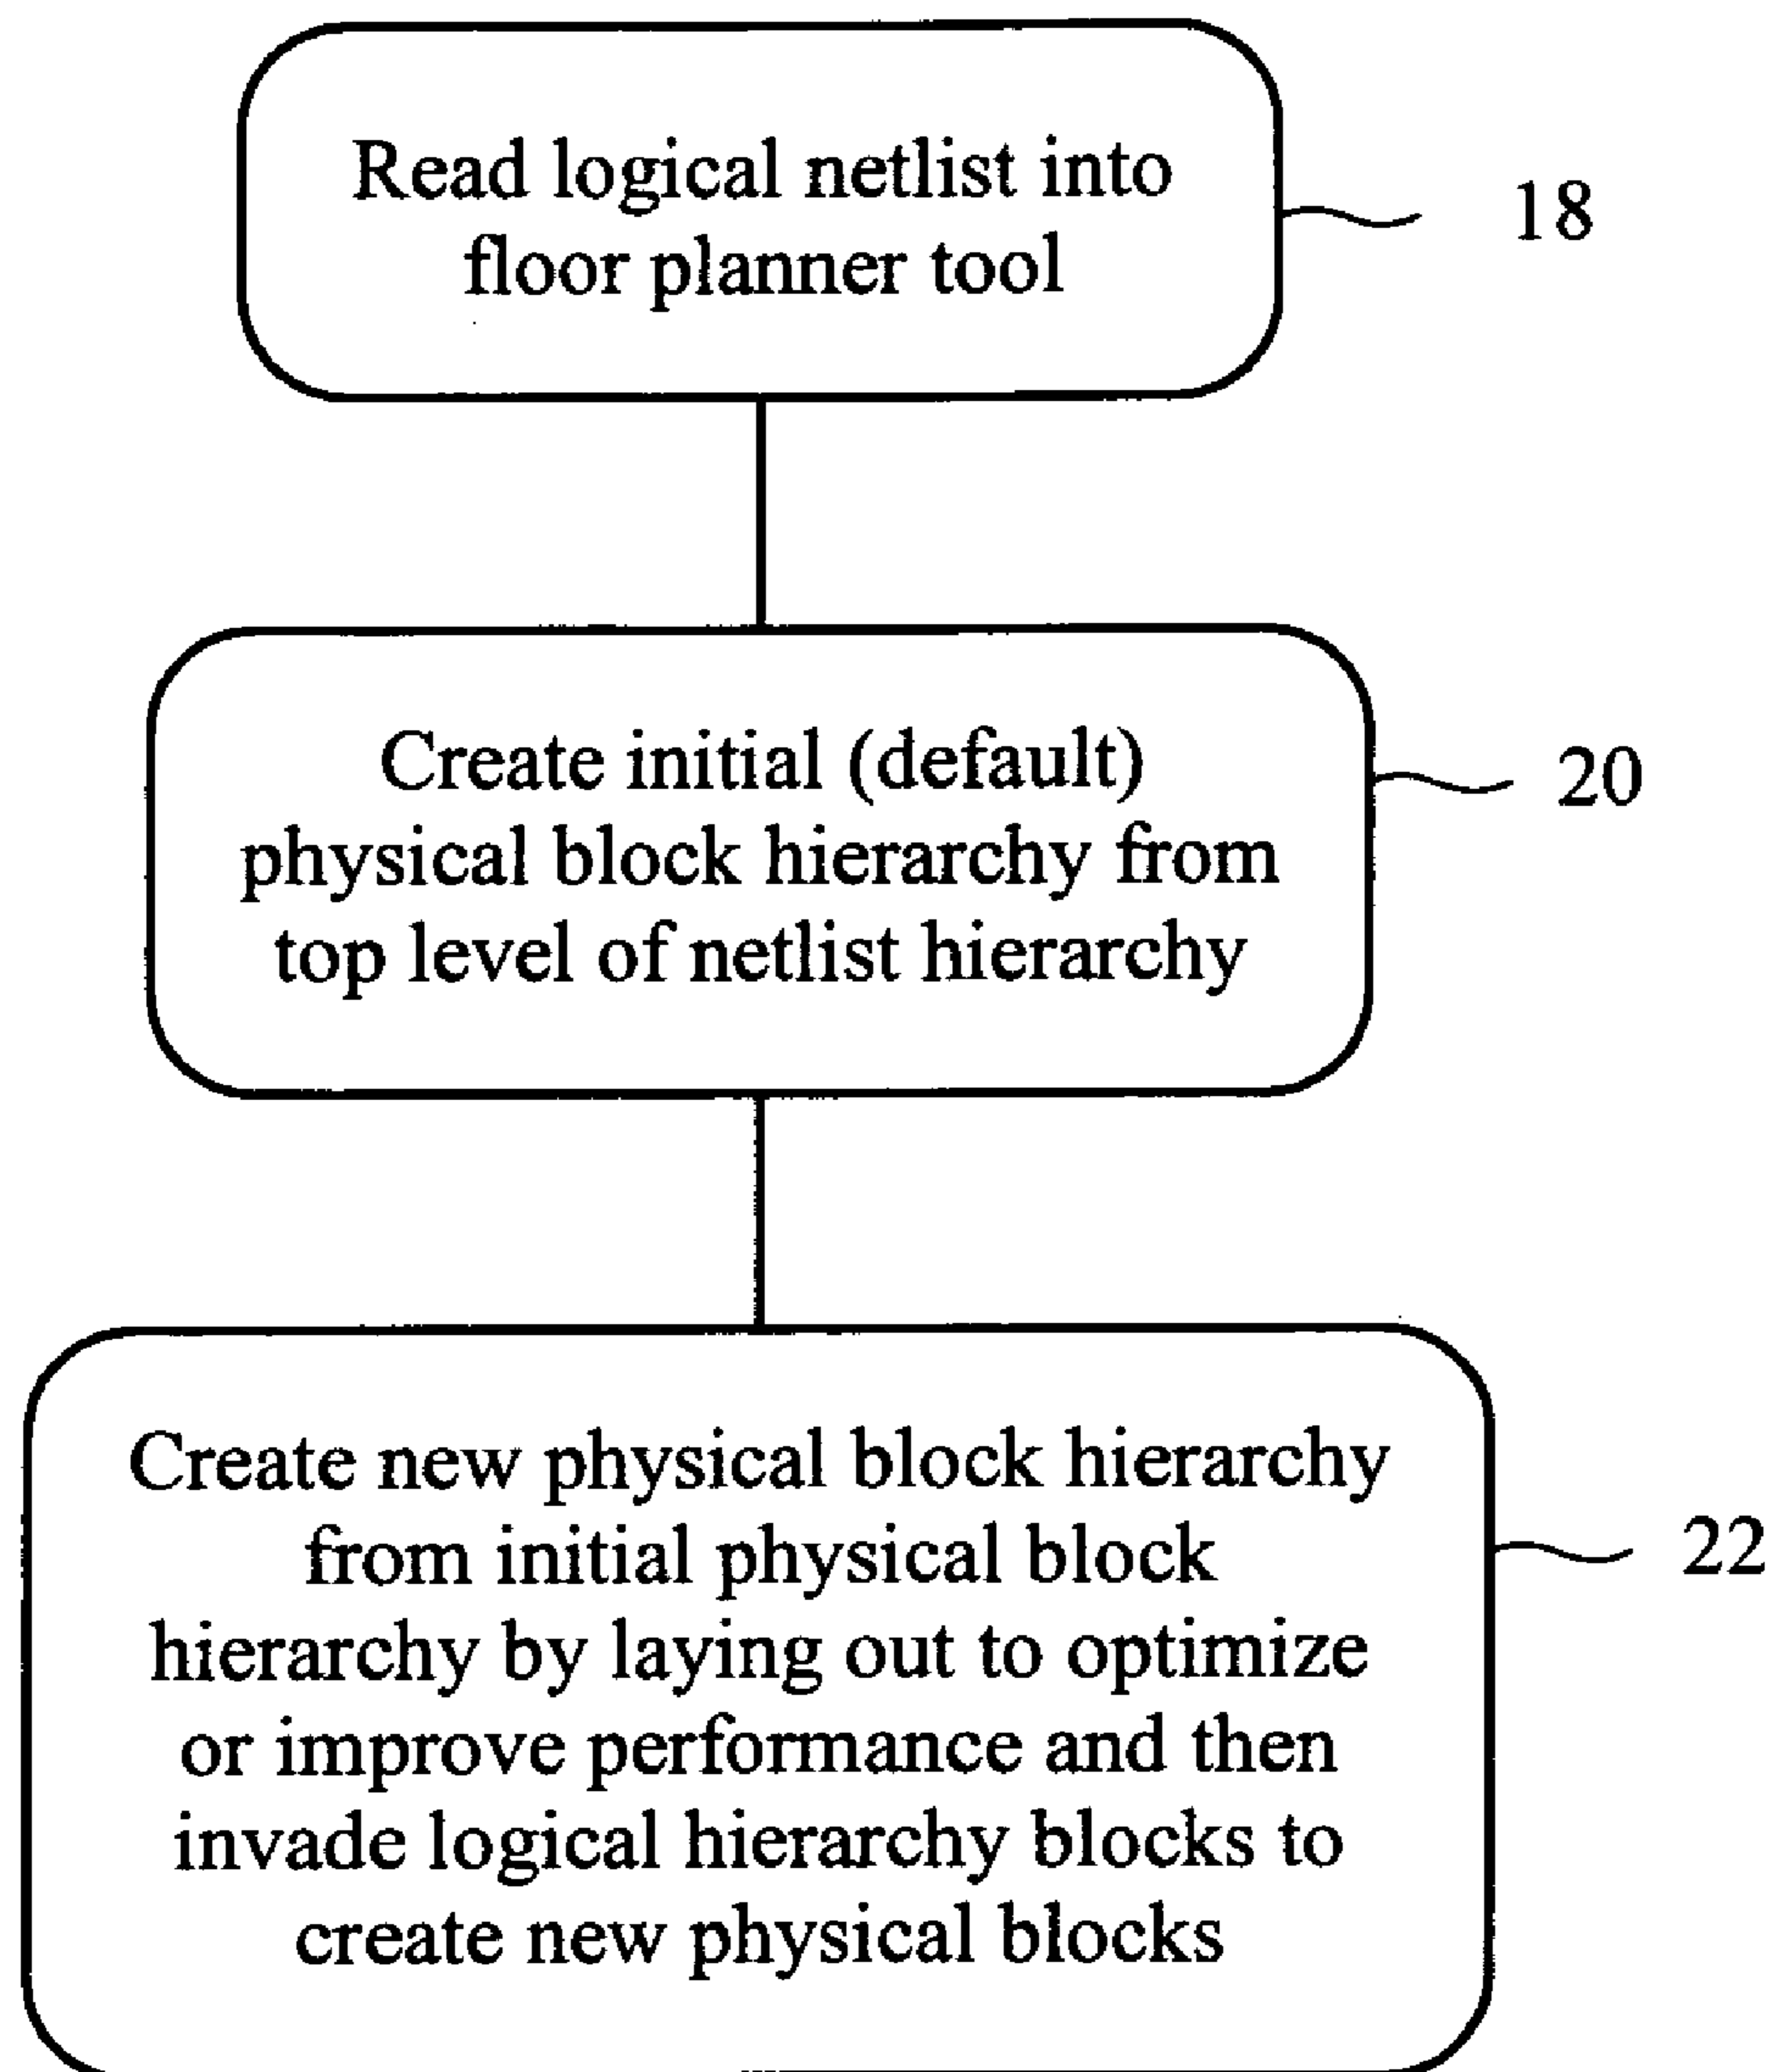 Read logical netlist into
floor planner tool
18
Create initial (default)
physical block hierarchy from
top level of netlist hierarchy
20
Create new physical block hierarchy
from initial physical block
hierarchy by laying out to optimize
or improve performance and then
invade logical hierarchy blocks to
create new physical blocks
22